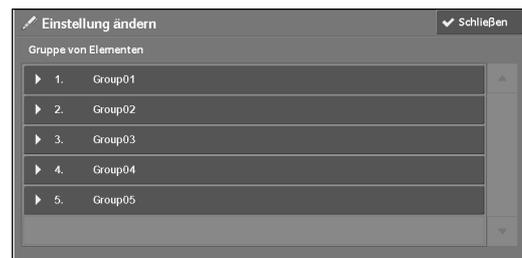 Einstellung ändern
Schließen
Gruppe von Elementen
1. Group01
2. Group02
3. Group03
4. Group04
5. Group05